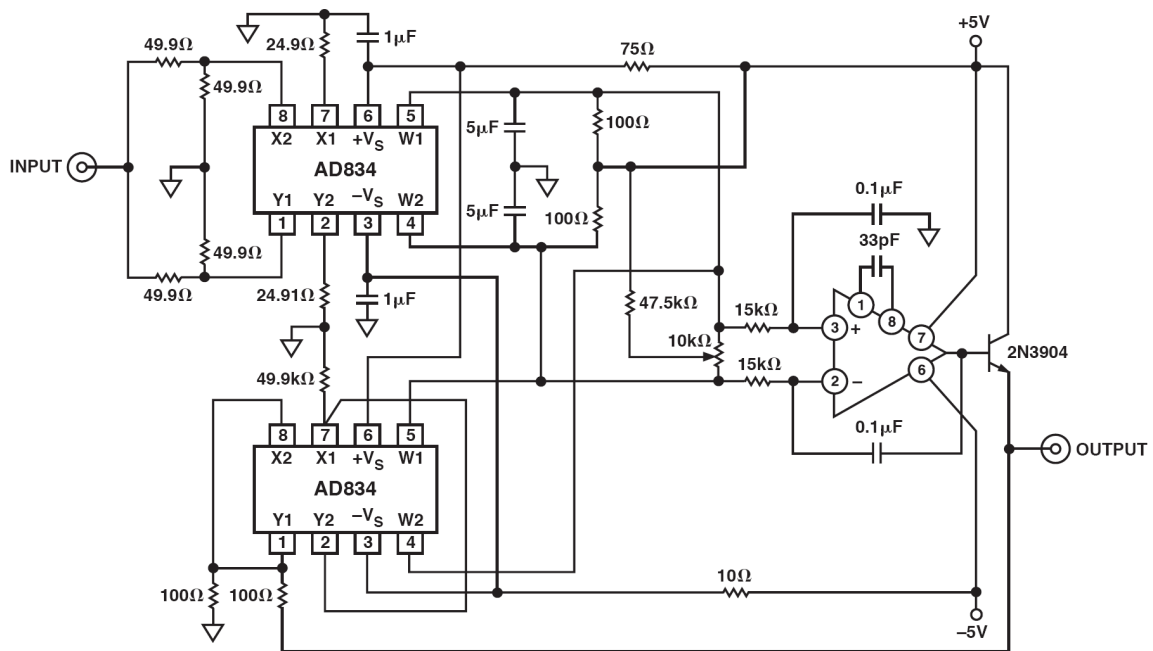 +5V
49.9Ω
24.9Ω
1µF
75Ω
49.9Ω
8 7 6 5
X2 X1 +VS W1
5µF
100Ω
INPUT
AD834
Y1 Y2 –VS W2
1 2 3 4
5µF
100Ω
0.1µF
33pF
49.9Ω
49.9Ω
24.91Ω
1µF
47.5kΩ
15kΩ
1
8
3 +
7
10kΩ
2N3904
15kΩ
6
2 –
49.9kΩ
0.1µF
8 7 6 5
X2 X1 +VS W1
OUTPUT
AD834
Y1 Y2 –VS W2
1 2 3 4
10Ω
100Ω
100Ω
–5V